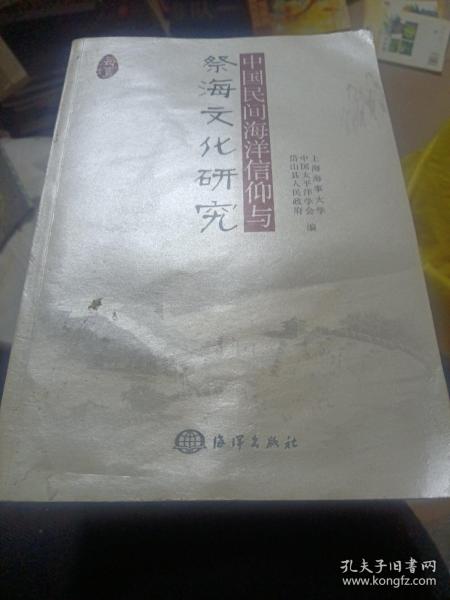 中国民间海洋信仰与
祭海文化研究
上海海事大学
中国太平洋学会 编
岱山县人民政府
海洋出版社
孔夫子旧书网
www.kongfz.com